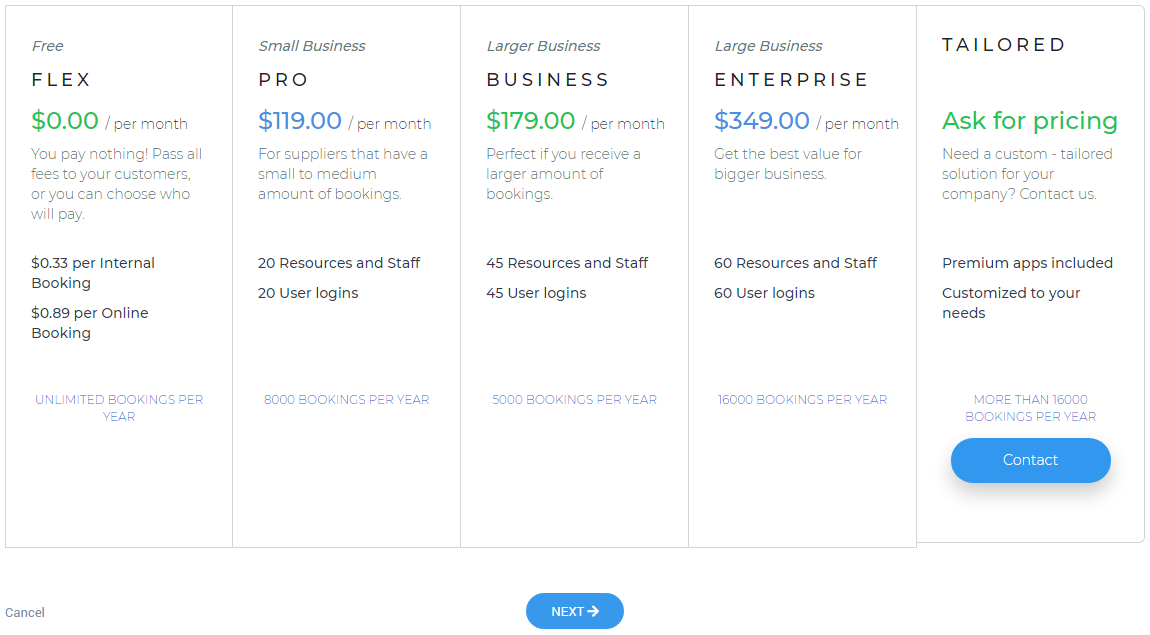 Free
FLEX
$0.00 / per month
You pay nothing! Pass all
fees to your customers,
or you can choose who
will pay.
$0.33 per Internal
Booking
$0.89 per Online
Booking
UNLIMITED BOOKINGS PER
YEAR
Small Business
PRO
$119.00 / per month
For suppliers that have a
small to medium
amount of bookings.
20 Resources and Staff
20 User logins
8000 BOOKINGS PER YEAR
Larger Business
BUSINESS
$179.00 / per month
Perfect if you receive a
larger amount of
bookings.
45 Resources and Staff
45 User logins
5000 BOOKINGS PER YEAR
Large Business
ENTERPRISE
$349.00 / per month
Get the best value for
bigger business.
60 Resources and Staff
60 User logins
16000 BOOKINGS PER YEAR
TAILORED
Ask for pricing
Need a custom - tailored
solution for your
company? Contact us.
Premium apps included
Customized to your
needs
MORE THAN 16000
BOOKINGS PER YEAR
Contact
Cancel
NEXT